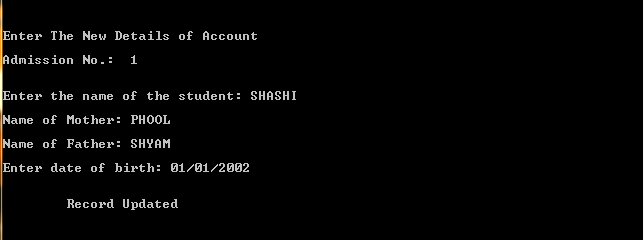 Enter The New Details of Account
Admission No.:  1
Enter the name of the student: SHASHI
Name of Mother: PHOOL
Name of Father: SHYAM
Enter date of birth: 01/01/2002
Record Updated